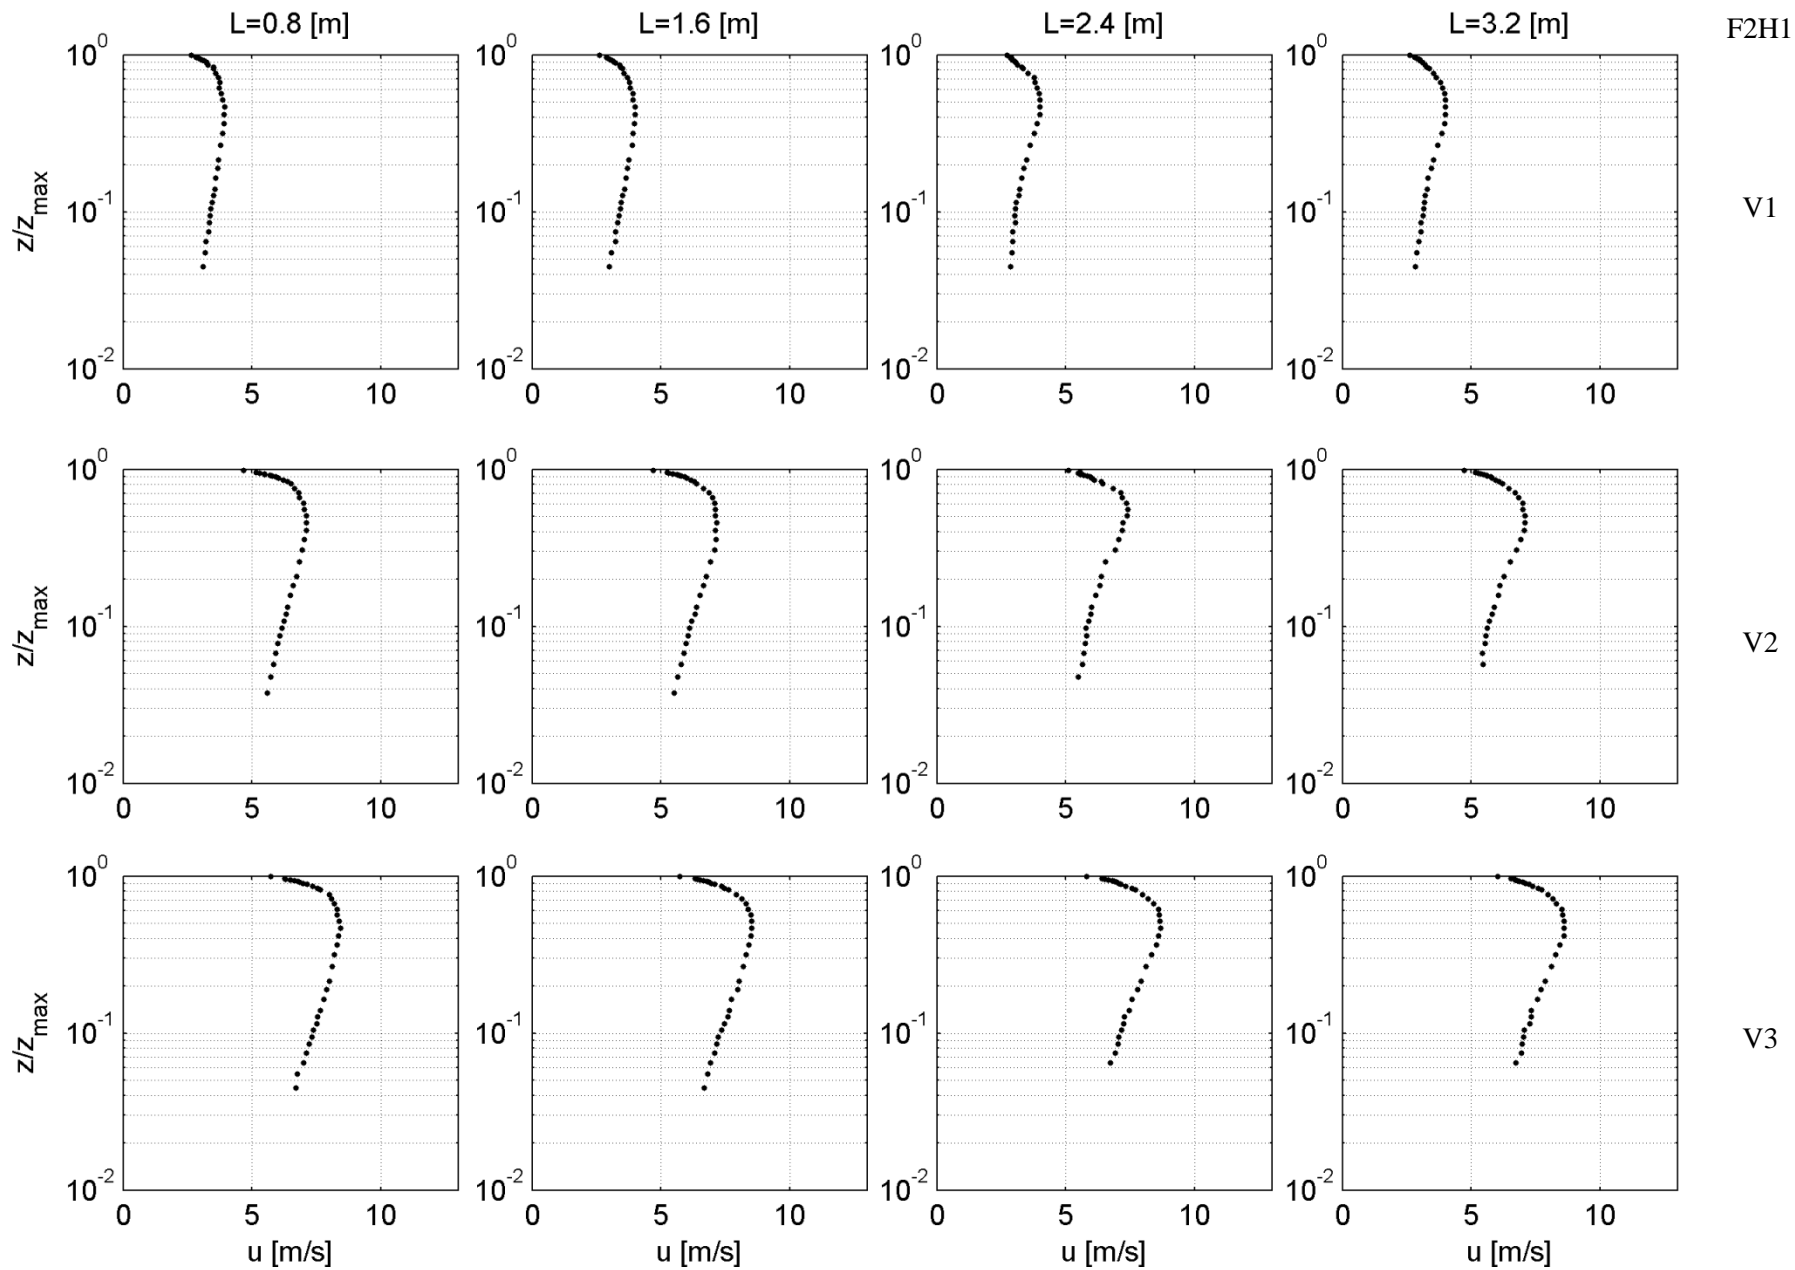 L=0.8 [m] L=1.6 [m] L=2.4 [m] L=3.2 [m] F2H1
10^0 10^0 10^0 10^0
z/z_max 10^-1 10^-1 10^-1 10^-1 V1
10^-2 10^-2 10^-2 10^-2
0 5 10 0 5 10 0 5 10 0 5 10
10^0 10^0 10^0 10^0
z/z_max 10^-1 10^-1 10^-1 10^-1 V2
10^-2 10^-2 10^-2 10^-2
0 5 10 0 5 10 0 5 10 0 5 10
10^0 10^0 10^0 10^0
z/z_max 10^-1 10^-1 10^-1 10^-1 V3
10^-2 10^-2 10^-2 10^-2
0 5 10 0 5 10 0 5 10 0 5 10
u [m/s] u [m/s] u [m/s] u [m/s]